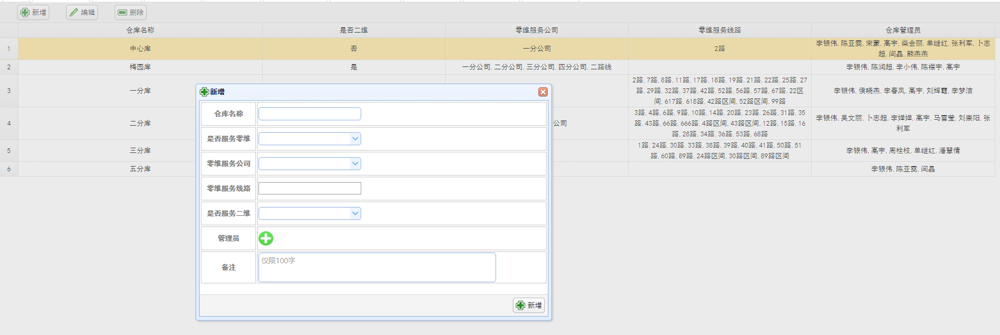 新增 编辑 删除
仓库名称 是否二维 零维服务公司 零维服务线路 仓库管理员
1 中心库 否 一分公司 2路 李银伟, 陈亚雯, 宋蒙, 高宇, 柴会丽, 单继红, 张利军, 卜志
超, 闫晶, 熊燕燕
2 梅园库 是 一分公司, 二分公司, 三分公司, 四分公司, 二路线 李银伟, 陈润超, 李小伟, 陈襟宇, 高宇
2路, 7路, 8路, 11路, 17路, 18路, 19路, 21路, 22路, 25路, 27
3 一分库 路, 29路, 32路, 37路, 42路, 52路, 56路, 57路, 67路, 22区 李银伟, 侯晓燕, 李春凤, 高宇, 刘辉霞, 李梦洁
间, 617路, 618路, 42路区间, 52路区间, 99路
3路, 4路, 6路, 9路, 10路, 14路, 20路, 23路, 26路, 31路, 35
4 二分库 公司 路, 43路, 66路, 666路, 4路区间, 43路区间, 12路, 15路, 16 李银伟, 吴文丽, 卜志超, 李婵婵, 高宇, 马雪莹, 刘崇阳, 张
利军
路, 28路, 34路, 36路, 53路, 68路
1路, 24路, 30路, 33路, 38路, 39路, 40路, 41路, 50路, 51
5 三分库 路, 60路, 89路, 24路区间, 30路区间, 89路区间 李银伟, 高宇, 周栓枝, 单继红, 潘慧倩
6 五分库 李银伟, 陈亚雯, 闫晶
新增
仓库名称
是否服务零维
零维服务公司
零维服务线路
是否服务二维
管理员
备注 仅限100字
新增